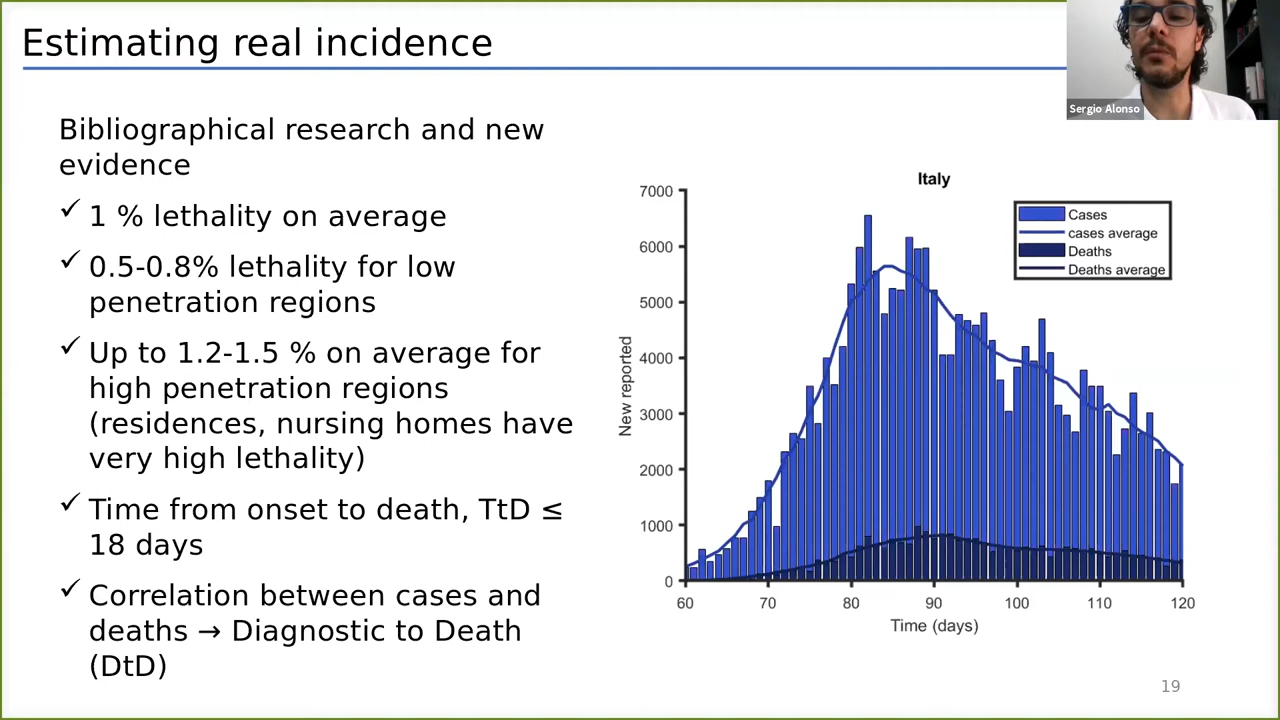 Estimating real incidence
Sergio Alonso
Bibliographical research and new
evidence
✓ 1 % lethality on average
✓ 0.5-0.8% lethality for low
penetration regions
✓ Up to 1.2-1.5 % on average for
high penetration regions
(residences, nursing homes have
very high lethality)
✓ Time from onset to death, TtD ≤
18 days
✓ Correlation between cases and
deaths → Diagnostic to Death
(DtD)
Italy
Cases
cases average
Deaths
Deaths average
New reported
7000
6000
5000
4000
3000
2000
1000
0
60 70 80 90 100 110 120
Time (days)
19